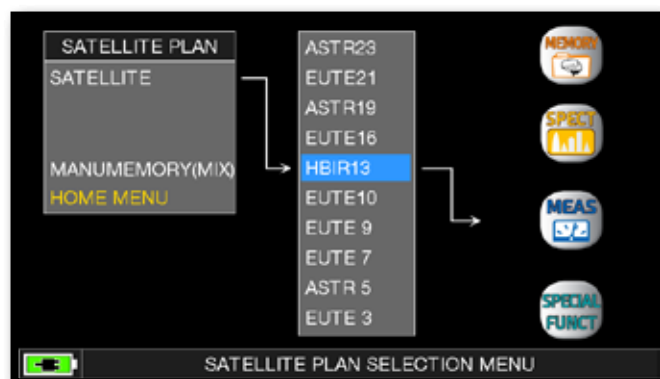 SATELLITE PLAN
SATELLITE
MANUMEMORY(MIX)
HOME MENU
ASTR23
EUTE21
ASTR19
EUTE16
HBIR13
EUTE10
EUTE 9
EUTE 7
ASTR 5
EUTE 3
MEMORY
SPECT
MEAS
SPECIAL
FUNCT
SATELLITE PLAN SELECTION MENU